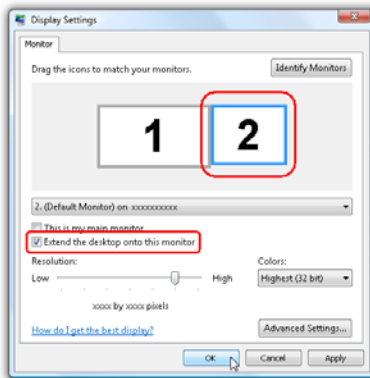 Display Settings
Monitor
Drag the icons to match your monitors.
Identify Monitors
1
2
2. (Default Monitor) on xxxxxxxxxx
This is my main monitor
Extend the desktop onto this monitor
Resolution:
Colors:
Low
High
Highest (32 bit)
xxxx by xxxx pixels
How do I get the best display?
Advanced Settings...
OK
Cancel
Apply